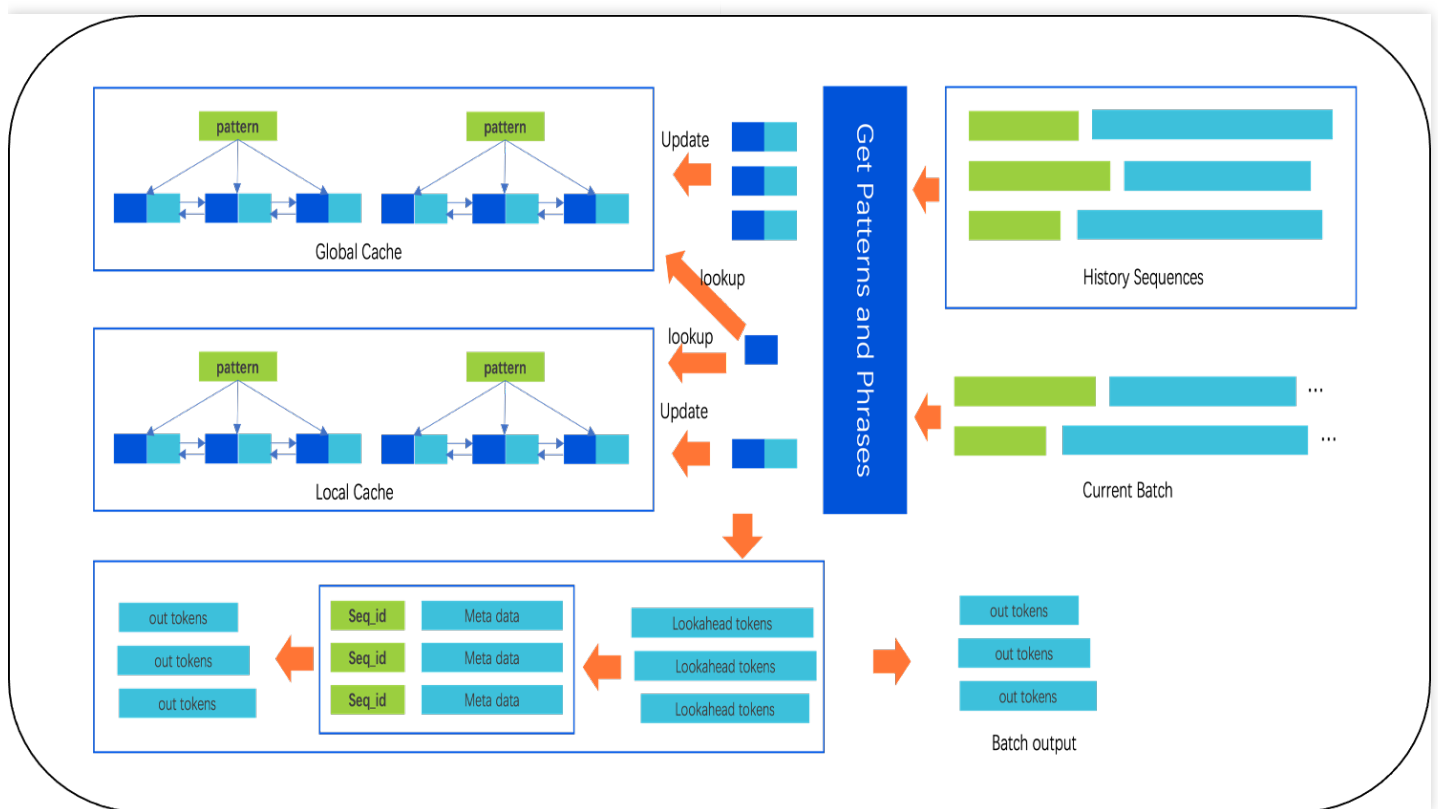 pattern
pattern
Global Cache
Update
lookup
lookup
Update
pattern
pattern
Local Cache
Get Patterns and Phrases
History Sequences
...
...
Current Batch
out tokens
out tokens
out tokens
Seq_id
Meta data
Seq_id
Meta data
Seq_id
Meta data
Lookahead tokens
Lookahead tokens
Lookahead tokens
out tokens
out tokens
out tokens
Batch output